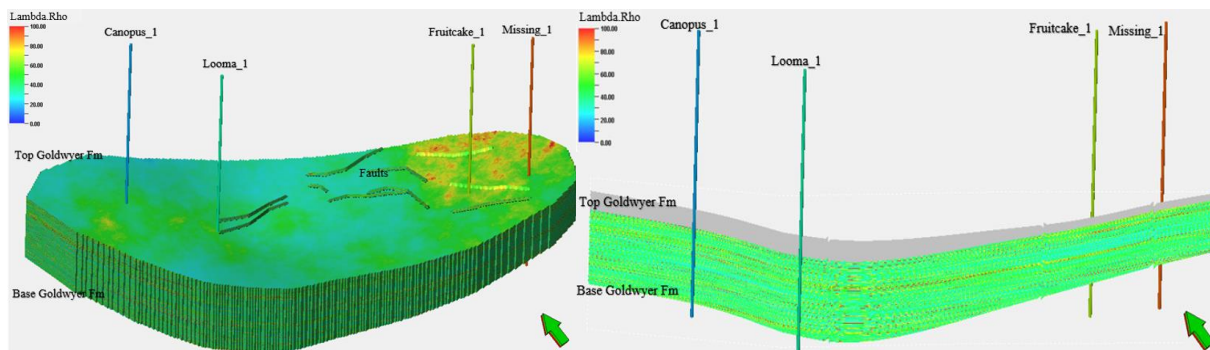 Lambda.Rho
100.00
80.00
60.00
40.00
20.00
0.00
Canopus_1
Looma_1
Fruitcake_1
Missing_1
Top Goldwyer Fm
Faults
Base Goldwyer Fm
Lambda.Rho
100.00
80.00
60.00
40.00
20.00
0.00
Canopus_1
Looma_1
Fruitcake_1
Missing_1
Top Goldwyer Fm
Base Goldwyer Fm